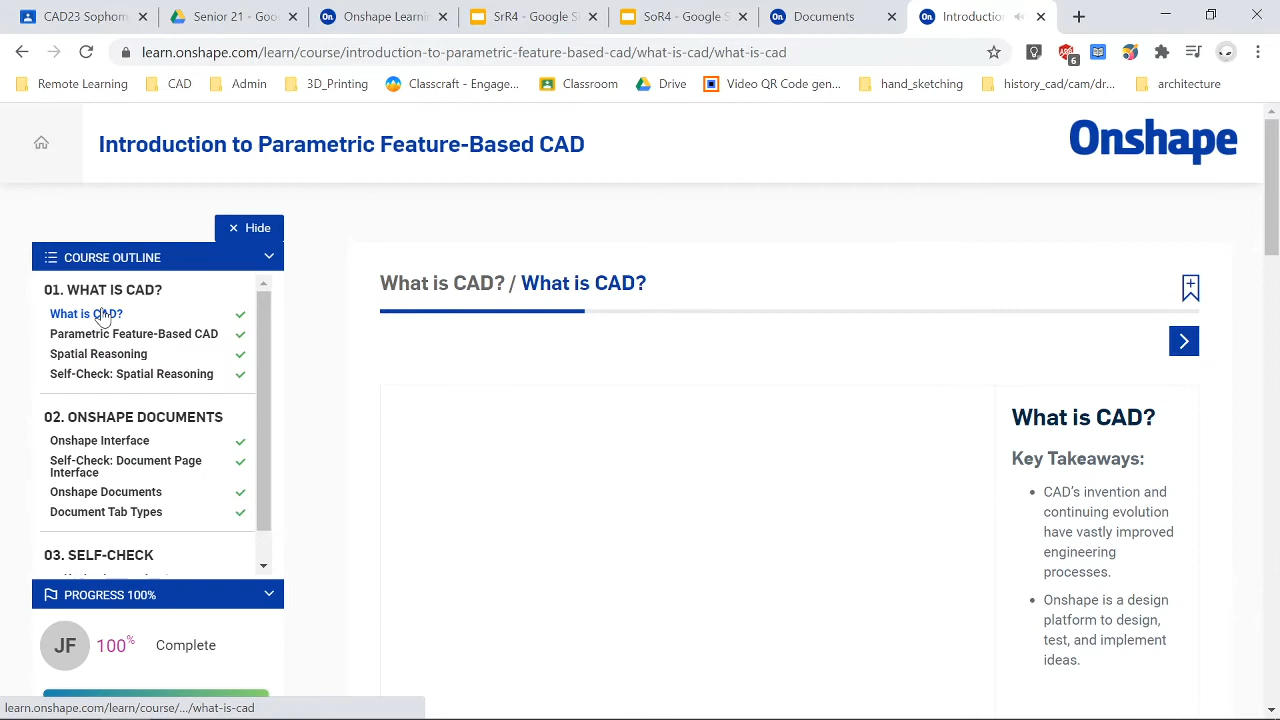 CADD Sophom
Senior 21 - Goo
Onshape Learni
SrR4 - Google S
SoR4 - Google S
Documents
Introductio
learn.onshape.com/learn/course/introduction-to-parametric-feature-based-cad/what-is-cad/what-is-cad
6
Remote Learning
CAD
Admin
3D_Printing
Classcraft - Engage...
Classroom
Drive
Video QR Code gen...
hand_sketching
history_cad/cam/dr...
architecture
Introduction to Parametric Feature-Based CAD
Onshape
Hide
COURSE OUTLINE
01. WHAT IS CAD?
What is CAD?
Parametric Feature-Based CAD
Spatial Reasoning
Self-Check: Spatial Reasoning
02. ONSHAPE DOCUMENTS
Onshape Interface
Self-Check: Document Page
Interface
Onshape Documents
Document Tab Types
03. SELF-CHECK
PROGRESS 100%
JF 100% Complete
learn.onshape.com/learn/course/.../what-is-cad
What is CAD? / What is CAD?
What is CAD?
Key Takeaways:
CAD's invention and
continuing evolution
have vastly improved
engineering
processes.
Onshape is a design
platform to design,
test, and implement
ideas.